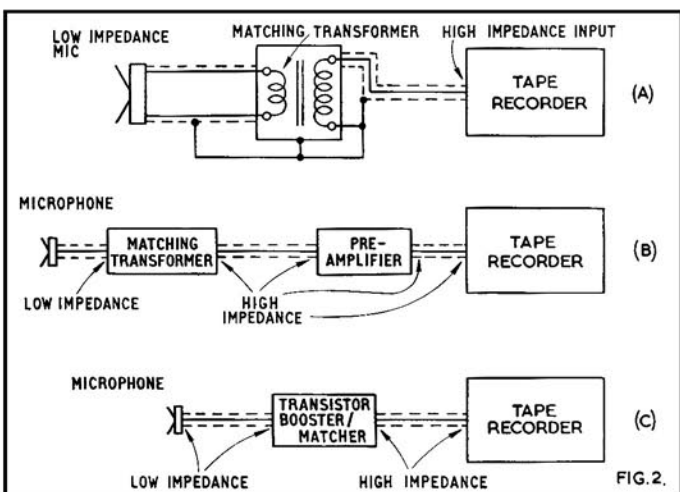 LOW IMPEDANCE
MIC
MATCHING TRANSFORMER
HIGH IMPEDANCE INPUT
TAPE
RECORDER
(A)
MICROPHONE
MATCHING
TRANSFORMER
PRE-
AMPLIFIER
TAPE
RECORDER
(B)
LOW IMPEDANCE
HIGH
IMPEDANCE
MICROPHONE
TRANSISTOR
BOOSTER/
MATCHER
TAPE
RECORDER
(C)
LOW IMPEDANCE
HIGH IMPEDANCE
FIG.2.